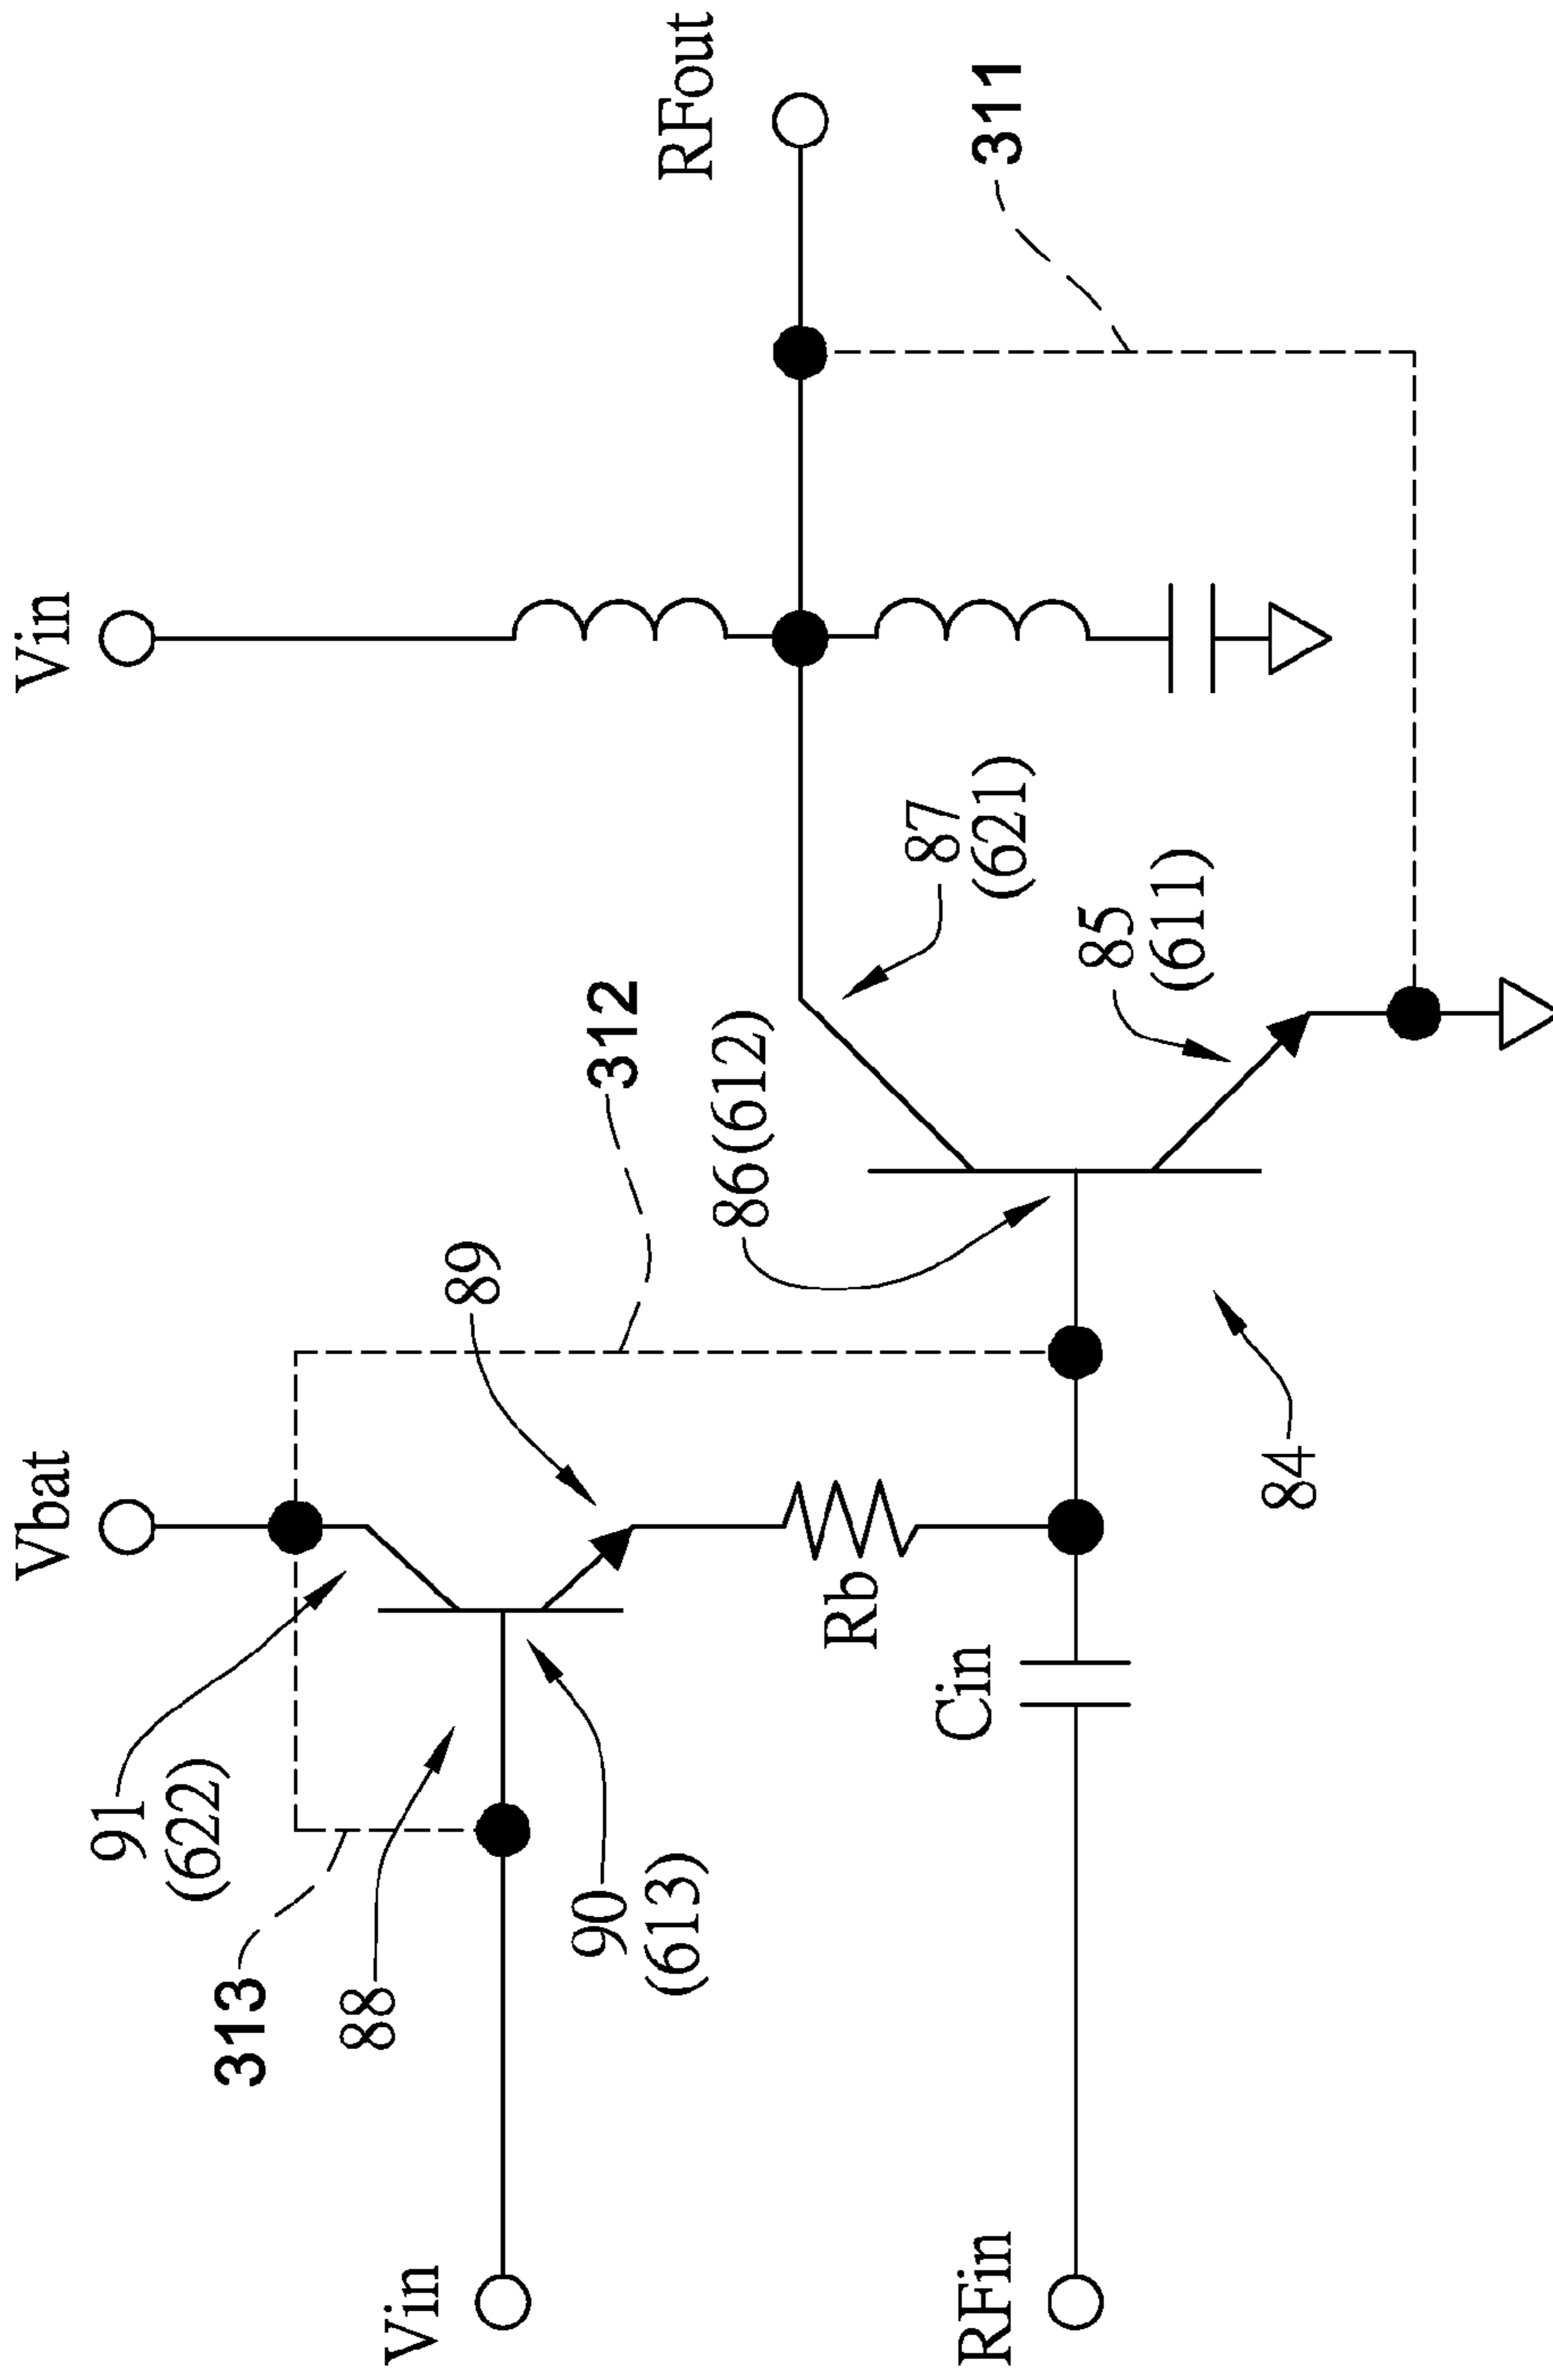 Vin
Vbat
RFout
91
(622)
89
312
313
88
86(612)
87
(621)
311
Vin
90
(613)
Rb
85
(611)
Cin
RFin
84